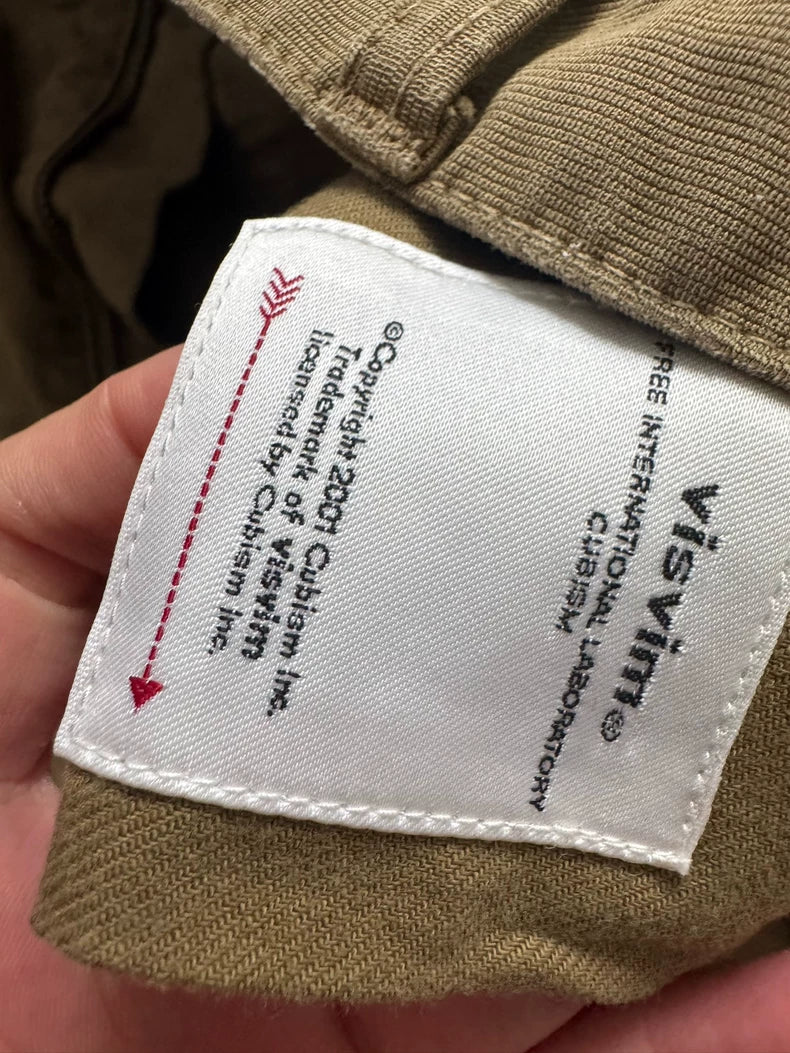 visvim®
FREE INTERNATIONAL LABORATORY
CUBISM
©Copyright 2001 Cubism Inc.
Trademark of visvim
licensed by Cubism Inc.